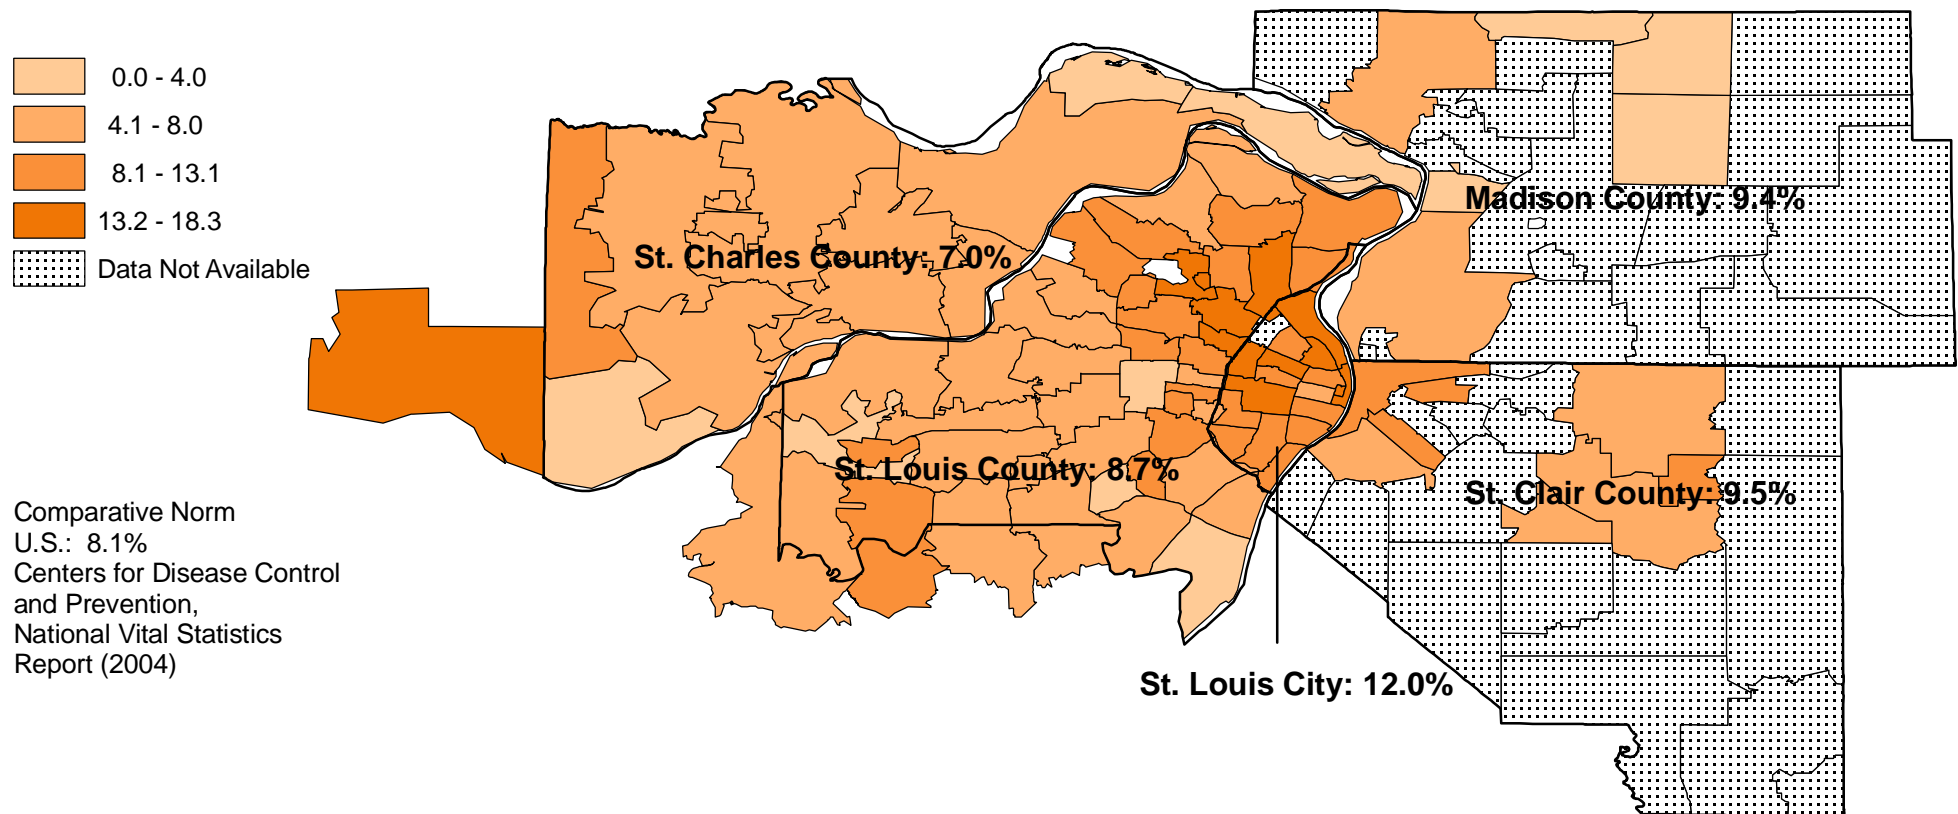 0.0 - 4.0
4.1 - 8.0
8.1 - 13.1
13.2 - 18.3
Data Not Available
Madison County: 9.4%
St. Charles County: 7.0%
St. Louis County: 8.7%
St. Clair County: 9.5%
Comparative Norm
U.S.: 8.1%
Centers for Disease Control
and Prevention,
National Vital Statistics
Report (2004)
St. Louis City: 12.0%